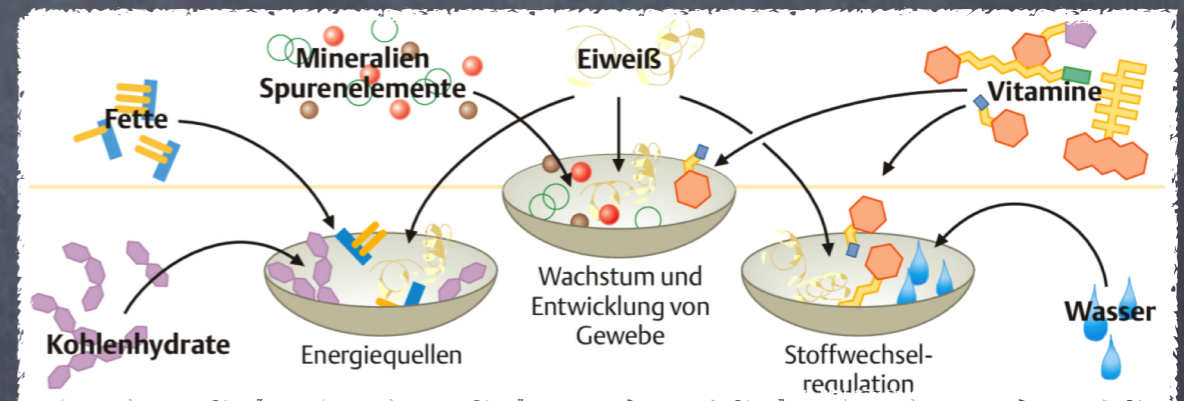 Mineralien
Spurenelemente
Eiweiß
Vitamine
Fette
Kohlenhydrate
Energiequellen
Wachstum und
Entwicklung von
Gewebe
Stoffwechsel-
regulation
Wasser